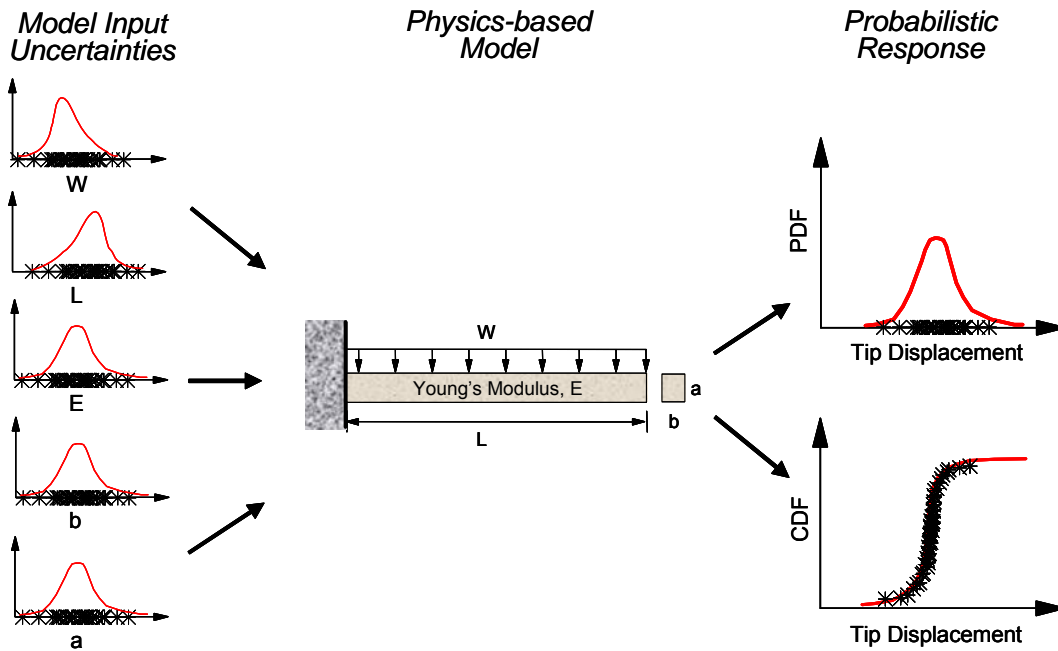 Model Input
Uncertainties
Physics-based
Model
Probabilistic
Response
W
L
E
b
a
W
Young's Modulus, E
a
b
L
PDF
Tip Displacement
CDF
Tip Displacement